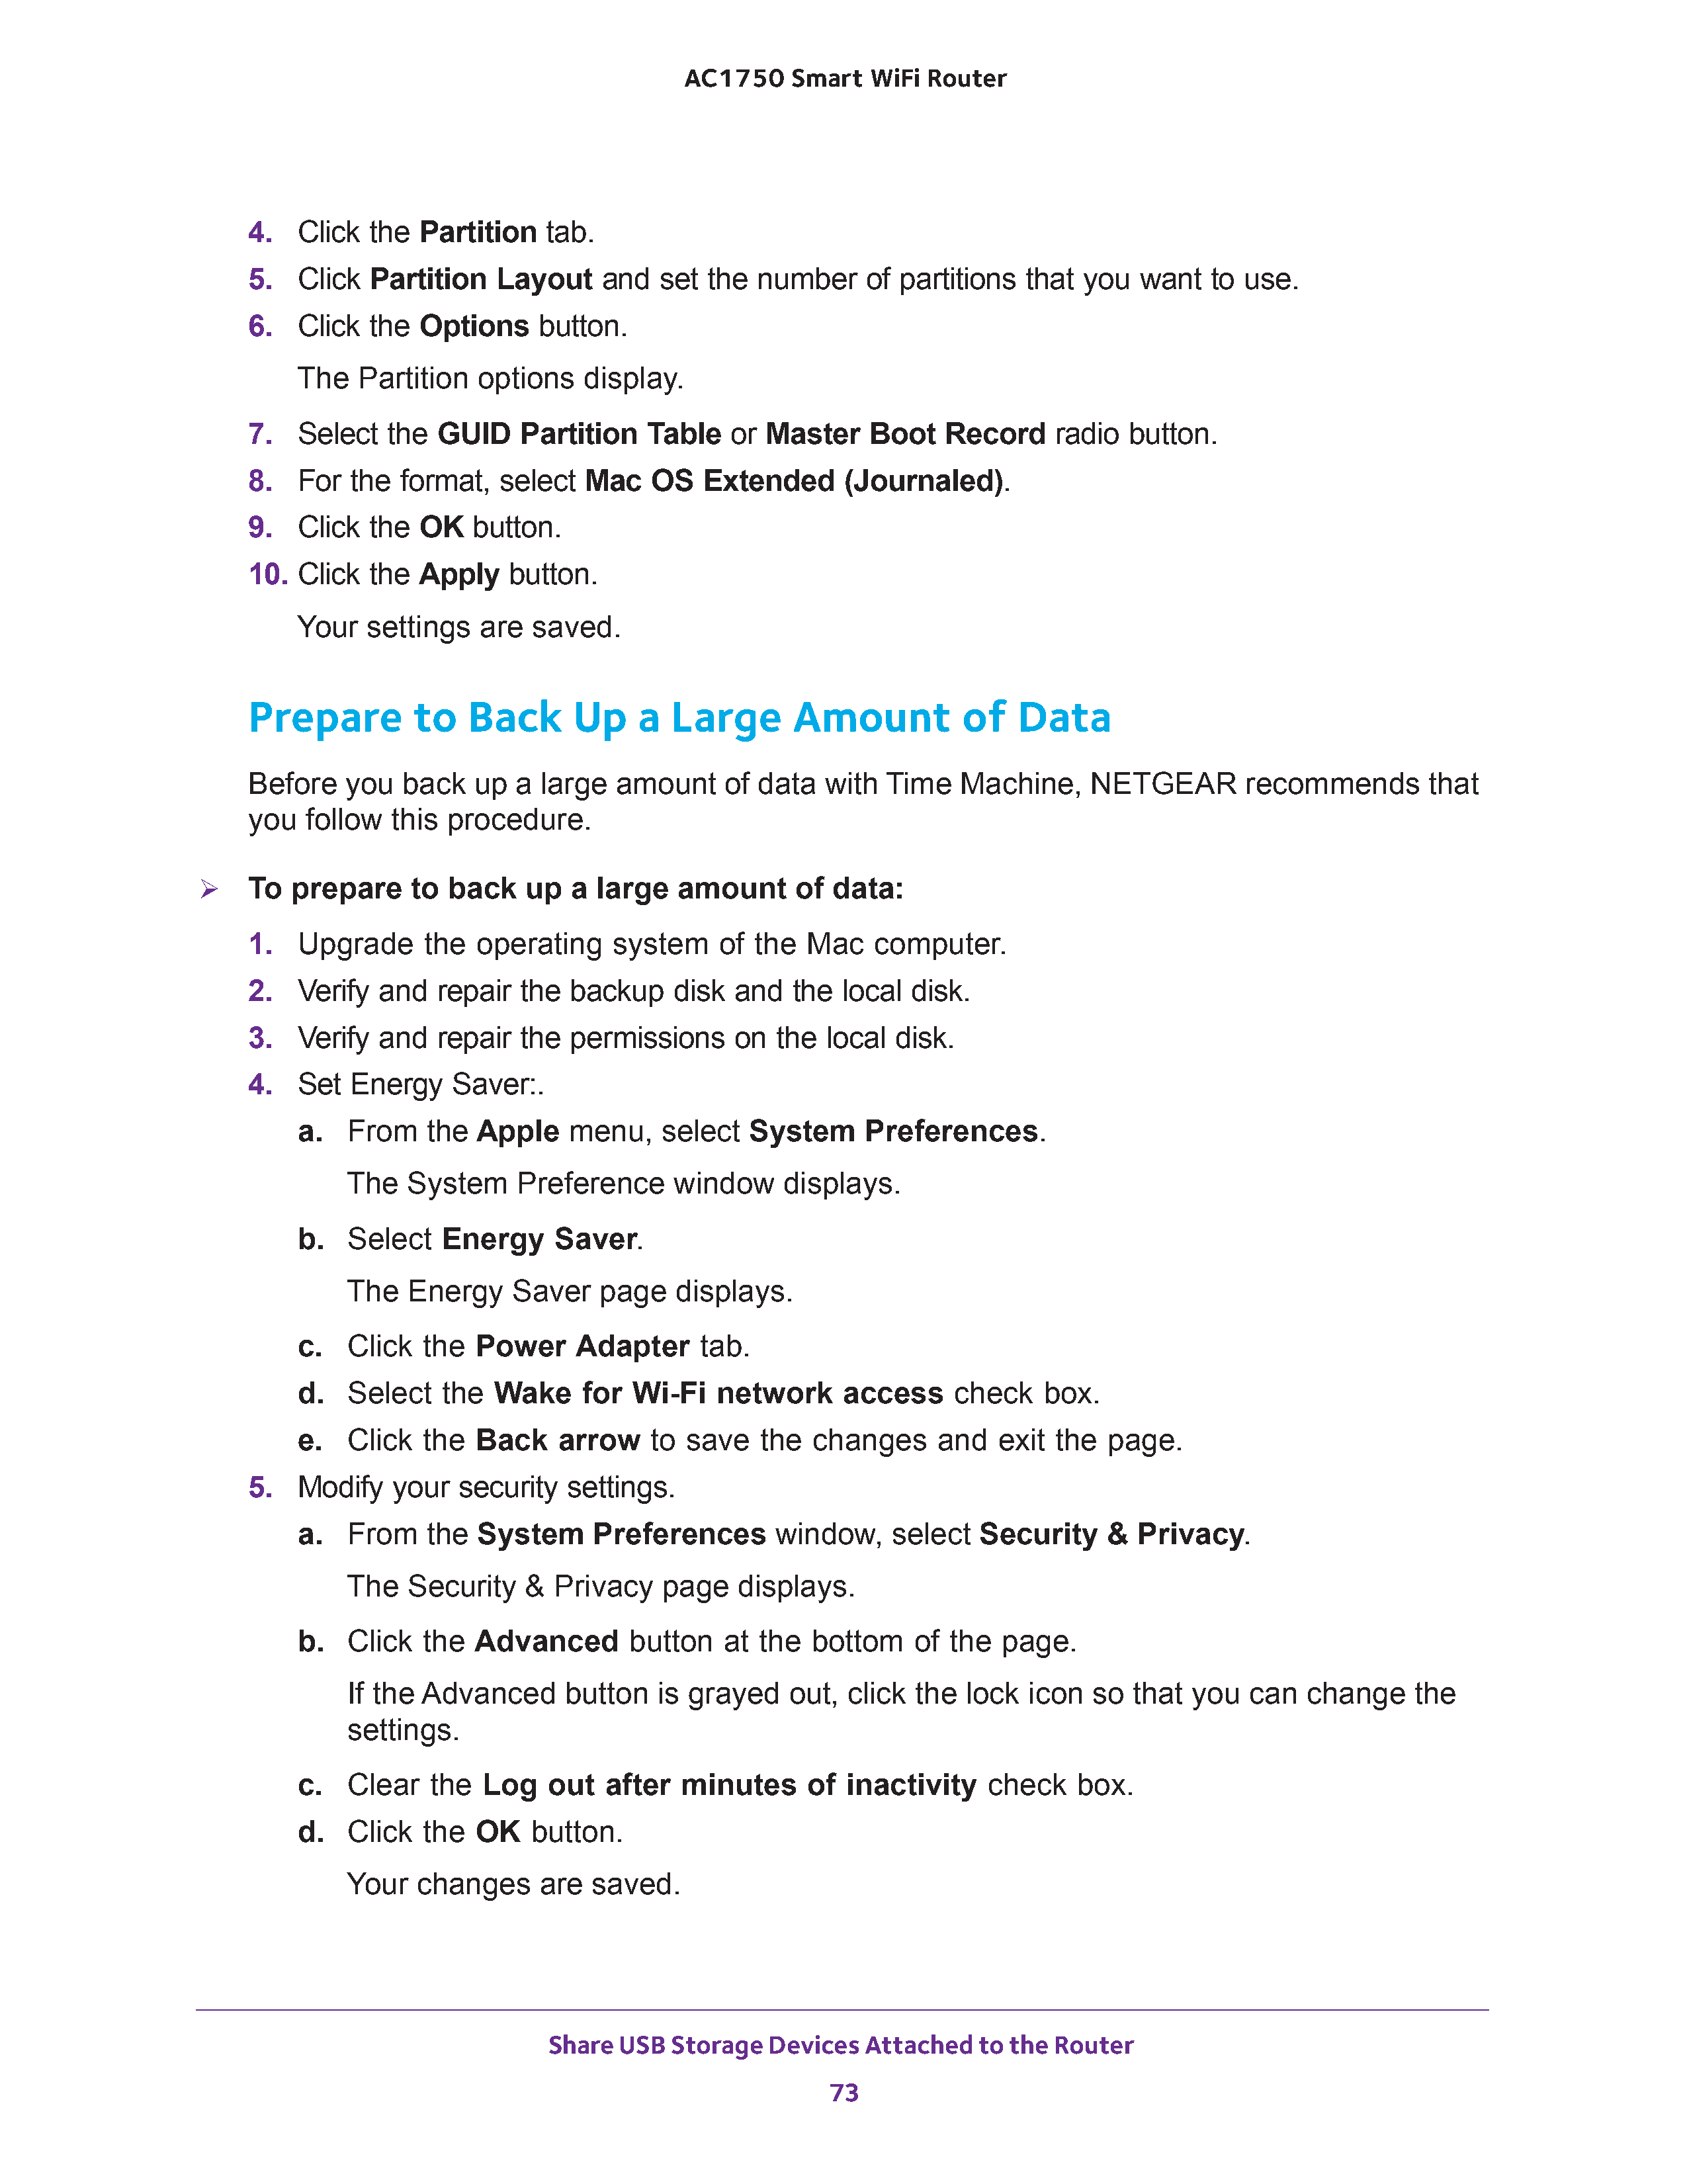 AC1750 Smart WiFi Router
4. Click the Partition tab.
5. Click Partition Layout and set the number of partitions that you want to use.
6. Click the Options button.
The Partition options display.
7. Select the GUID Partition Table or Master Boot Record radio button.
8. For the format, select Mac OS Extended (Journaled).
9. Click the OK button.
10. Click the Apply button.
Your settings are saved.
Prepare to Back Up a Large Amount of Data
Before you back up a large amount of data with Time Machine, NETGEAR recommends that
you follow this procedure.
➢ To prepare to back up a large amount of data:
1. Upgrade the operating system of the Mac computer.
2. Verify and repair the backup disk and the local disk.
3. Verify and repair the permissions on the local disk.
4. Set Energy Saver:.
a. From the Apple menu, select System Preferences.
The System Preference window displays.
b. Select Energy Saver.
The Energy Saver page displays.
c. Click the Power Adapter tab.
d. Select the Wake for Wi-Fi network access check box.
e. Click the Back arrow to save the changes and exit the page.
5. Modify your security settings.
a. From the System Preferences window, select Security & Privacy.
The Security & Privacy page displays.
b. Click the Advanced button at the bottom of the page.
If the Advanced button is grayed out, click the lock icon so that you can change the
settings.
c. Clear the Log out after minutes of inactivity check box.
d. Click the OK button.
Your changes are saved.
Share USB Storage Devices Attached to the Router
73